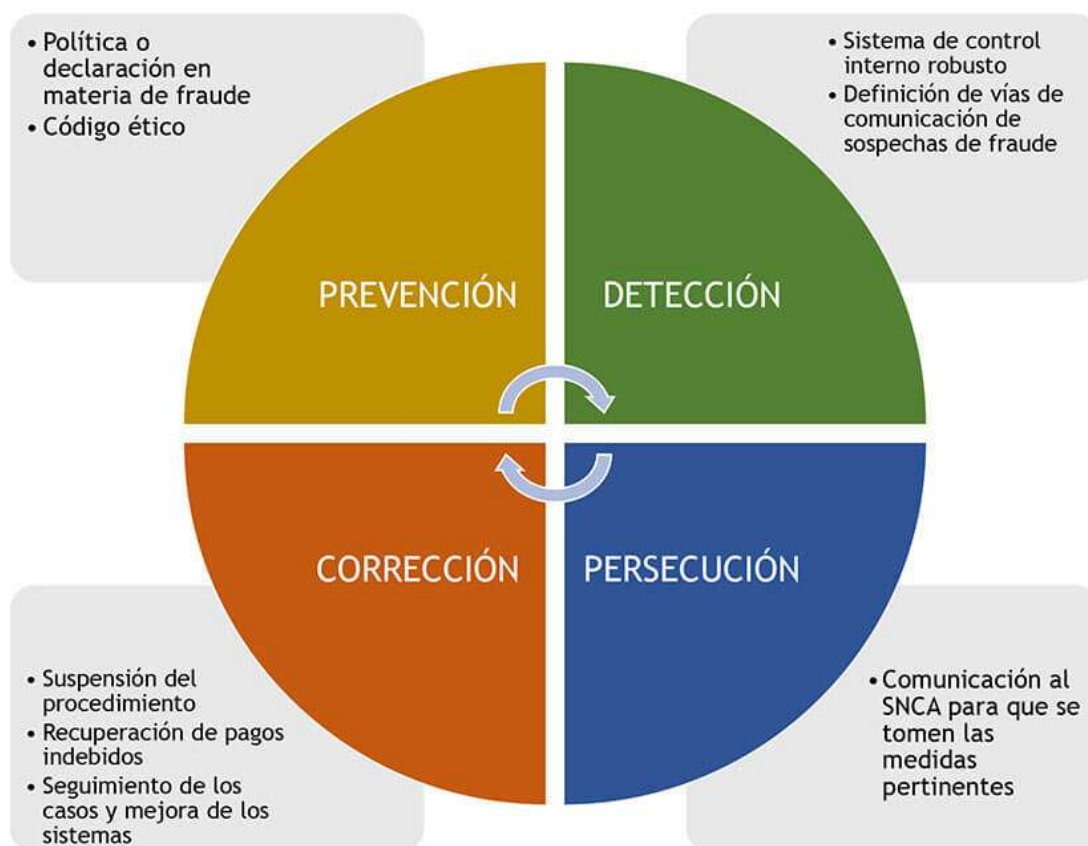 • Política o
declaración en
materia de fraude
• Código ético
• Sistema de control
interno robusto
• Definición de vías de
comunicación de
sospechas de fraude
PREVENCIÓN
DETECCIÓN
CORRECCIÓN
PERSECUCIÓN
• Suspensión del
procedimiento
• Recuperación de pagos
indebidos
• Seguimiento de los
casos y mejora de los
sistemas
• Comunicación al
SNCA para que se
tomen las
medidas
pertinentes